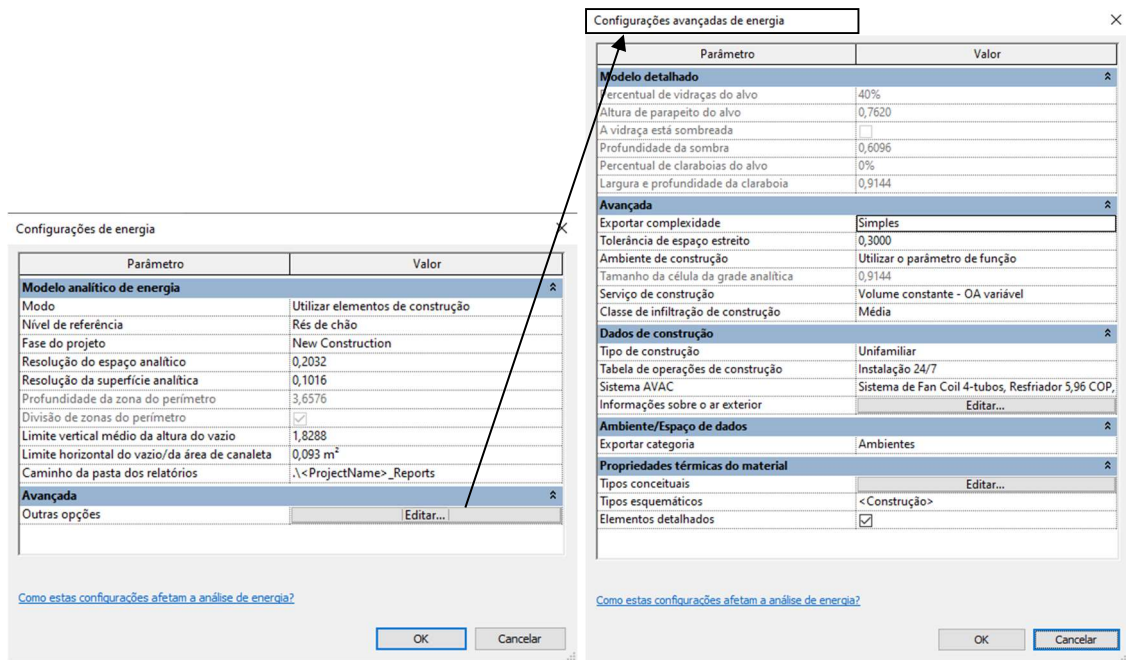 Configurações de energia
Parâmetro Valor
Modelo analítico de energia
Modo Utilizar elementos de construção
Nível de referência Rés de chão
Fase do projeto New Construction
Resolução do espaço analítico 0,2032
Resolução da superfície analítica 0,1016
Profundidade da zona do perímetro 3,6576
Divisão de zonas do perímetro
Limite vertical médio da altura do vazio 1,8288
Limite horizontal do vazio/da área de canaleta 0,093 m²
Caminho da pasta dos relatórios .\<ProjectName>_Reports
Avançada
Outras opções Editar...
Como estas configurações afetam a análise de energia?
OK Cancelar
Configurações avançadas de energia
Parâmetro Valor
Modelo detalhado
Percentual de vidraças do alvo 40%
Altura de parapeito do alvo 0,7620
A vidraça está sombreada
Profundidade da sombra 0,6096
Percentual de claraboias do alvo 0%
Largura e profundidade da claraboia 0,9144
Avançada
Exportar complexidade Simples
Tolerância de espaço estreito 0,3000
Ambiente de construção Utilizar o parâmetro de função
Tamanho da célula da grade analítica 0,9144
Serviço de construção Volume constante - OA variável
Classe de infiltração de construção Média
Dados de construção
Tipo de construção Unifamiliar
Tabela de operações de construção Instalação 24/7
Sistema AVAC Sistema de Fan Coil 4-tubos, Resfriador 5,96 COP,
Informações sobre o ar exterior Editar...
Ambiente/Espaço de dados
Exportar categoria Ambientes
Propriedades térmicas do material
Tipos conceituais Editar...
Tipos esquemáticos <Construção>
Elementos detalhados
Como estas configurações afetam a análise de energia?
OK Cancelar